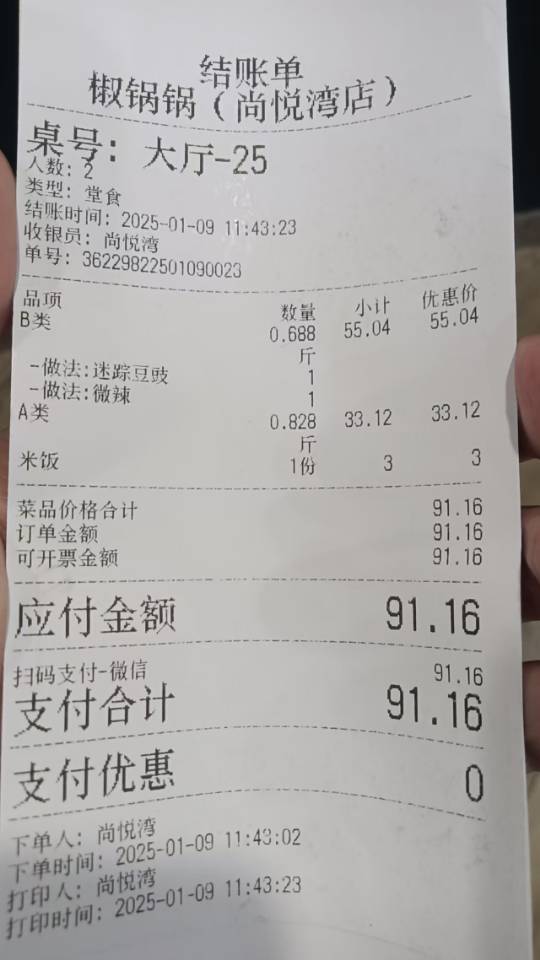 结账单
椒锅锅（尚悦湾店）
桌号：大厅-25
人数：2
类型：堂食
结账时间：2025-01-09 11:43:23
收银员：尚悦湾
单号：36229822501090023
品项 数量 小计 优惠价
B类 0.688 55.04 55.04
斤
-做法:迷踪豆豉 1
-做法:微辣 1
A类 0.828 33.12 33.12
斤
米饭 1份 3 3
菜品价格合计 91.16
订单金额 91.16
可开票金额 91.16
应付金额 91.16
扫码支付-微信 91.16
支付合计 91.16
支付优惠 0
下单人：尚悦湾
下单时间：2025-01-09 11:43:02
打印人：尚悦湾
打印时间：2025-01-09 11:43:23